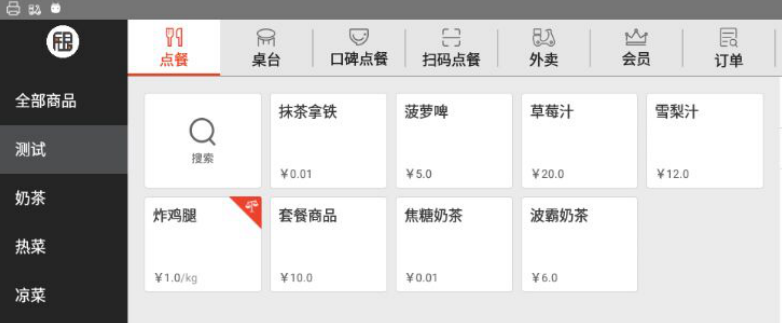 点餐
桌台
口碑点餐
扫码点餐
外卖
会员
订单
全部商品
测试
奶茶
热菜
凉菜
搜索
抹茶拿铁
¥0.01
菠萝啤
¥5.0
草莓汁
¥20.0
雪梨汁
¥12.0
炸鸡腿
¥1.0/kg
套餐商品
¥10.0
焦糖奶茶
¥0.01
波霸奶茶
¥6.0